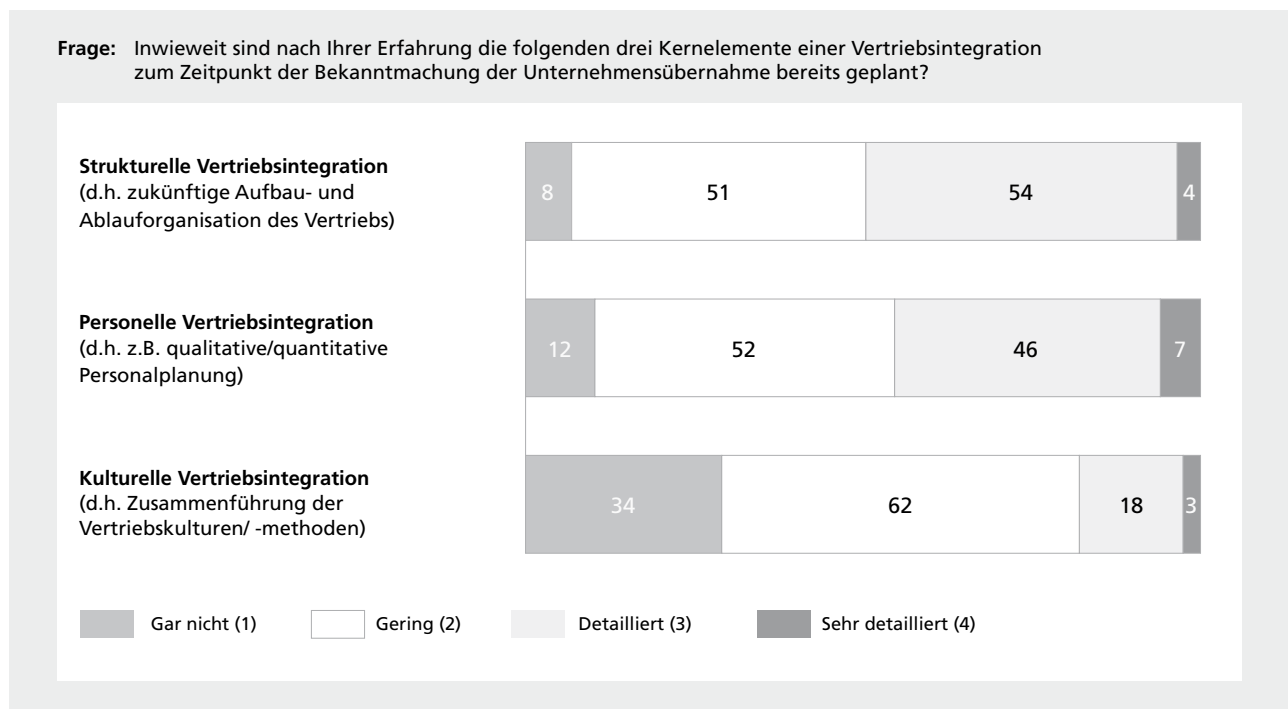 Frage: Inwieweit sind nach Ihrer Erfahrung die folgenden drei Kernelemente einer Vertriebsintegration
zum Zeitpunkt der Bekanntmachung der Unternehmensübernahme bereits geplant?
Strukturelle Vertriebsintegration
(d.h. zukünftige Aufbau- und
Ablauforganisation des Vertriebs)
8 51 54 4
Personelle Vertriebsintegration
(d.h. z.B. qualitative/quantitative
Personalplanung)
12 52 46 7
Kulturelle Vertriebsintegration
(d.h. Zusammenführung der
Vertriebskulturen/ -methoden)
34 62 18 3
Gar nicht (1) Gering (2) Detailliert (3) Sehr detailliert (4)